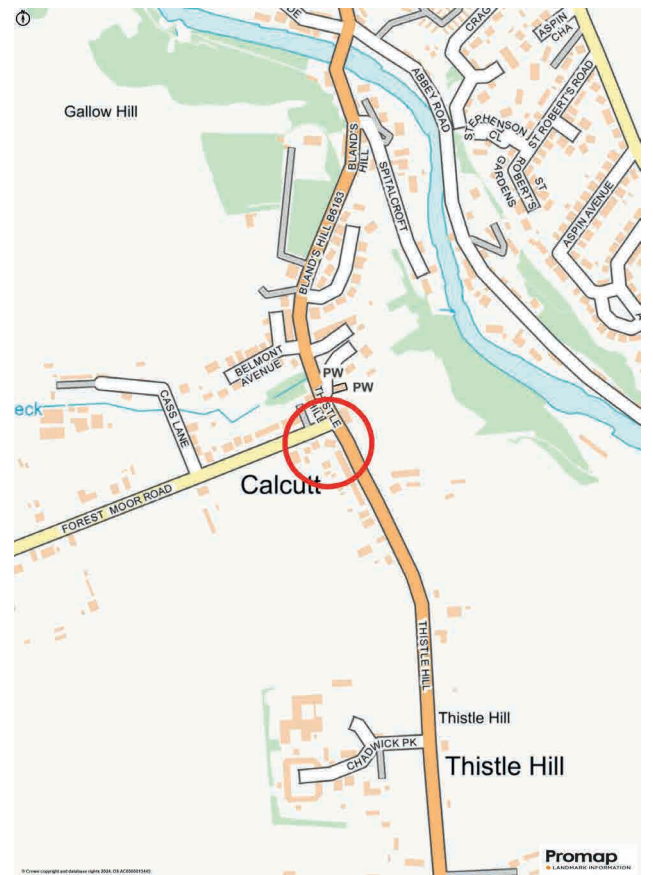 CRAG
ASPIN
CHA
OE
ABBEY ROAD
Gallow Hill
BLAND'S
HILL
STEPHENSON
CL
ST ROBERT'S ROAD
SPITALCROFT
ST
ROBERT'S
GARDENS
ASPIN AVENUE
BLAND'S HILL B6163
BELMONT
AVENUE
PW
PW
eck
CASS LANE
THISTLE
HILL
Calcutt
FOREST MOOR ROAD
THISTLE HILL
Thistle Hill
CHADWICK PK
Thistle Hill
Promap
LANDMARK INFORMATION